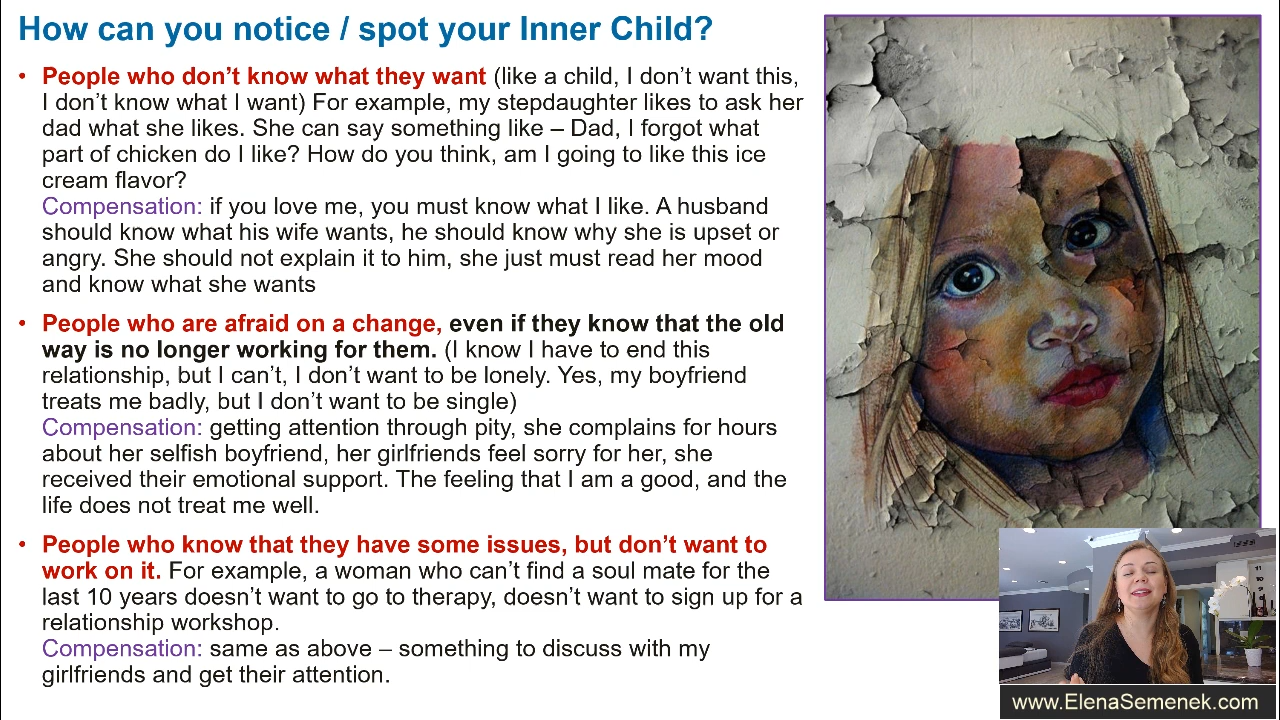 How can you notice / spot your Inner Child?
• People who don’t know what they want (like a child, I don’t want this,
I don’t know what I want) For example, my stepdaughter likes to ask her
dad what she likes. She can say something like – Dad, I forgot what
part of chicken do I like? How do you think, am I going to like this ice
cream flavor?
Compensation: if you love me, you must know what I like. A husband
should know what his wife wants, he should know why she is upset or
angry. She should not explain it to him, she just must read her mood
and know what she wants
• People who are afraid on a change, even if they know that the old
way is no longer working for them. (I know I have to end this
relationship, but I can’t, I don’t want to be lonely. Yes, my boyfriend
treats me badly, but I don’t want to be single)
Compensation: getting attention through pity, she complains for hours
about her selfish boyfriend, her girlfriends feel sorry for her, she
received their emotional support. The feeling that I am a good, and the
life does not treat me well.
• People who know that they have some issues, but don’t want to
work on it. For example, a woman who can’t find a soul mate for the
last 10 years doesn’t want to go to therapy, doesn’t want to sign up for a
relationship workshop.
Compensation: same as above – something to discuss with my
girlfriends and get their attention.
www.ElenaSemenek.com